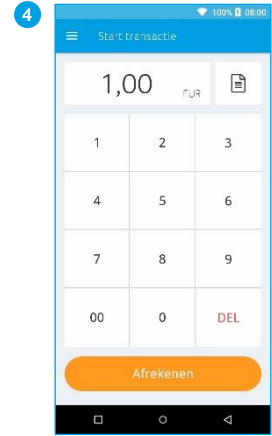 4
100% 08:00
Start transactie
1,00 EUR
1 2 3
4 5 6
7 8 9
00 0 DEL
Afrekenen